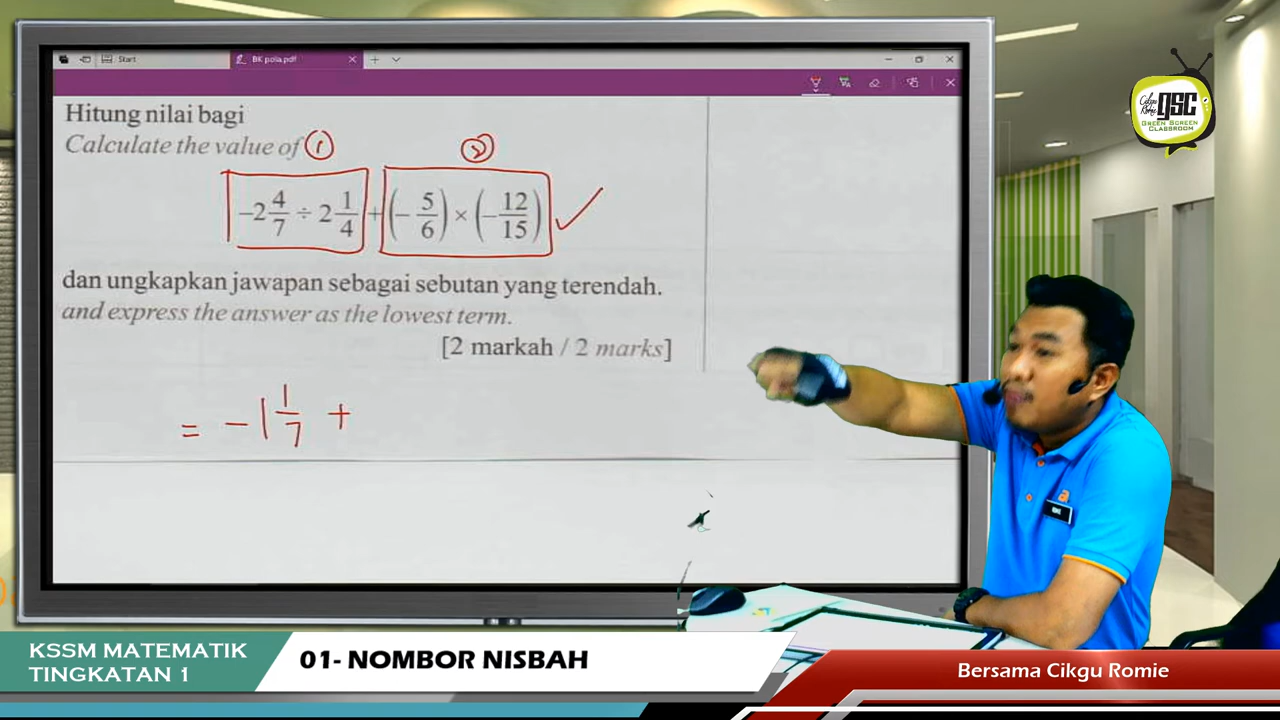 Start
BK pola.pdf
Cikgu Romie
gsc
GREEN SCREEN
CLASSROOM
Hitung nilai bagi
Calculate the value of ①
②
-2 4/7 ÷ 2 1/4 + (- 5/6) × (- 12/15) ✓
dan ungkapkan jawapan sebagai sebutan yang terendah.
and express the answer as the lowest term.
[2 markah / 2 marks]
= -1 1/7 +
KSSM MATEMATIK
TINGKATAN 1
01- NOMBOR NISBAH
Bersama Cikgu Romie